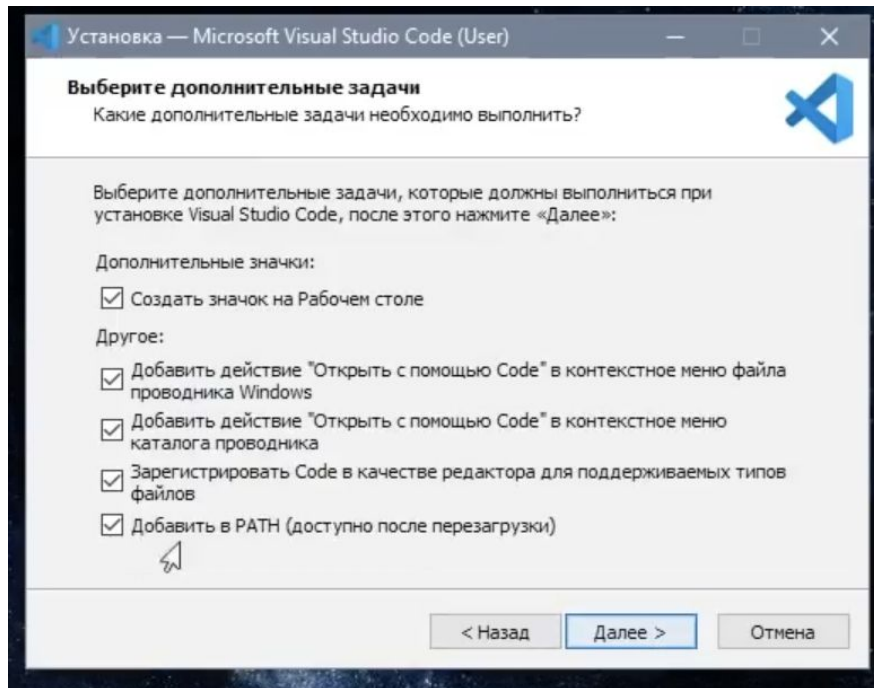 Установка — Microsoft Visual Studio Code (User)
Выберите дополнительные задачи
Какие дополнительные задачи необходимо выполнить?
Выберите дополнительные задачи, которые должны выполниться при
установке Visual Studio Code, после этого нажмите «Далее»:
Дополнительные значки:
Создать значок на Рабочем столе
Другое:
Добавить действие "Открыть с помощью Code" в контекстное меню файла
проводника Windows
Добавить действие "Открыть с помощью Code" в контекстное меню
каталога проводника
Зарегистрировать Code в качестве редактора для поддерживаемых типов
файлов
Добавить в PATH (доступно после перезагрузки)
< Назад
Далее >
Отмена